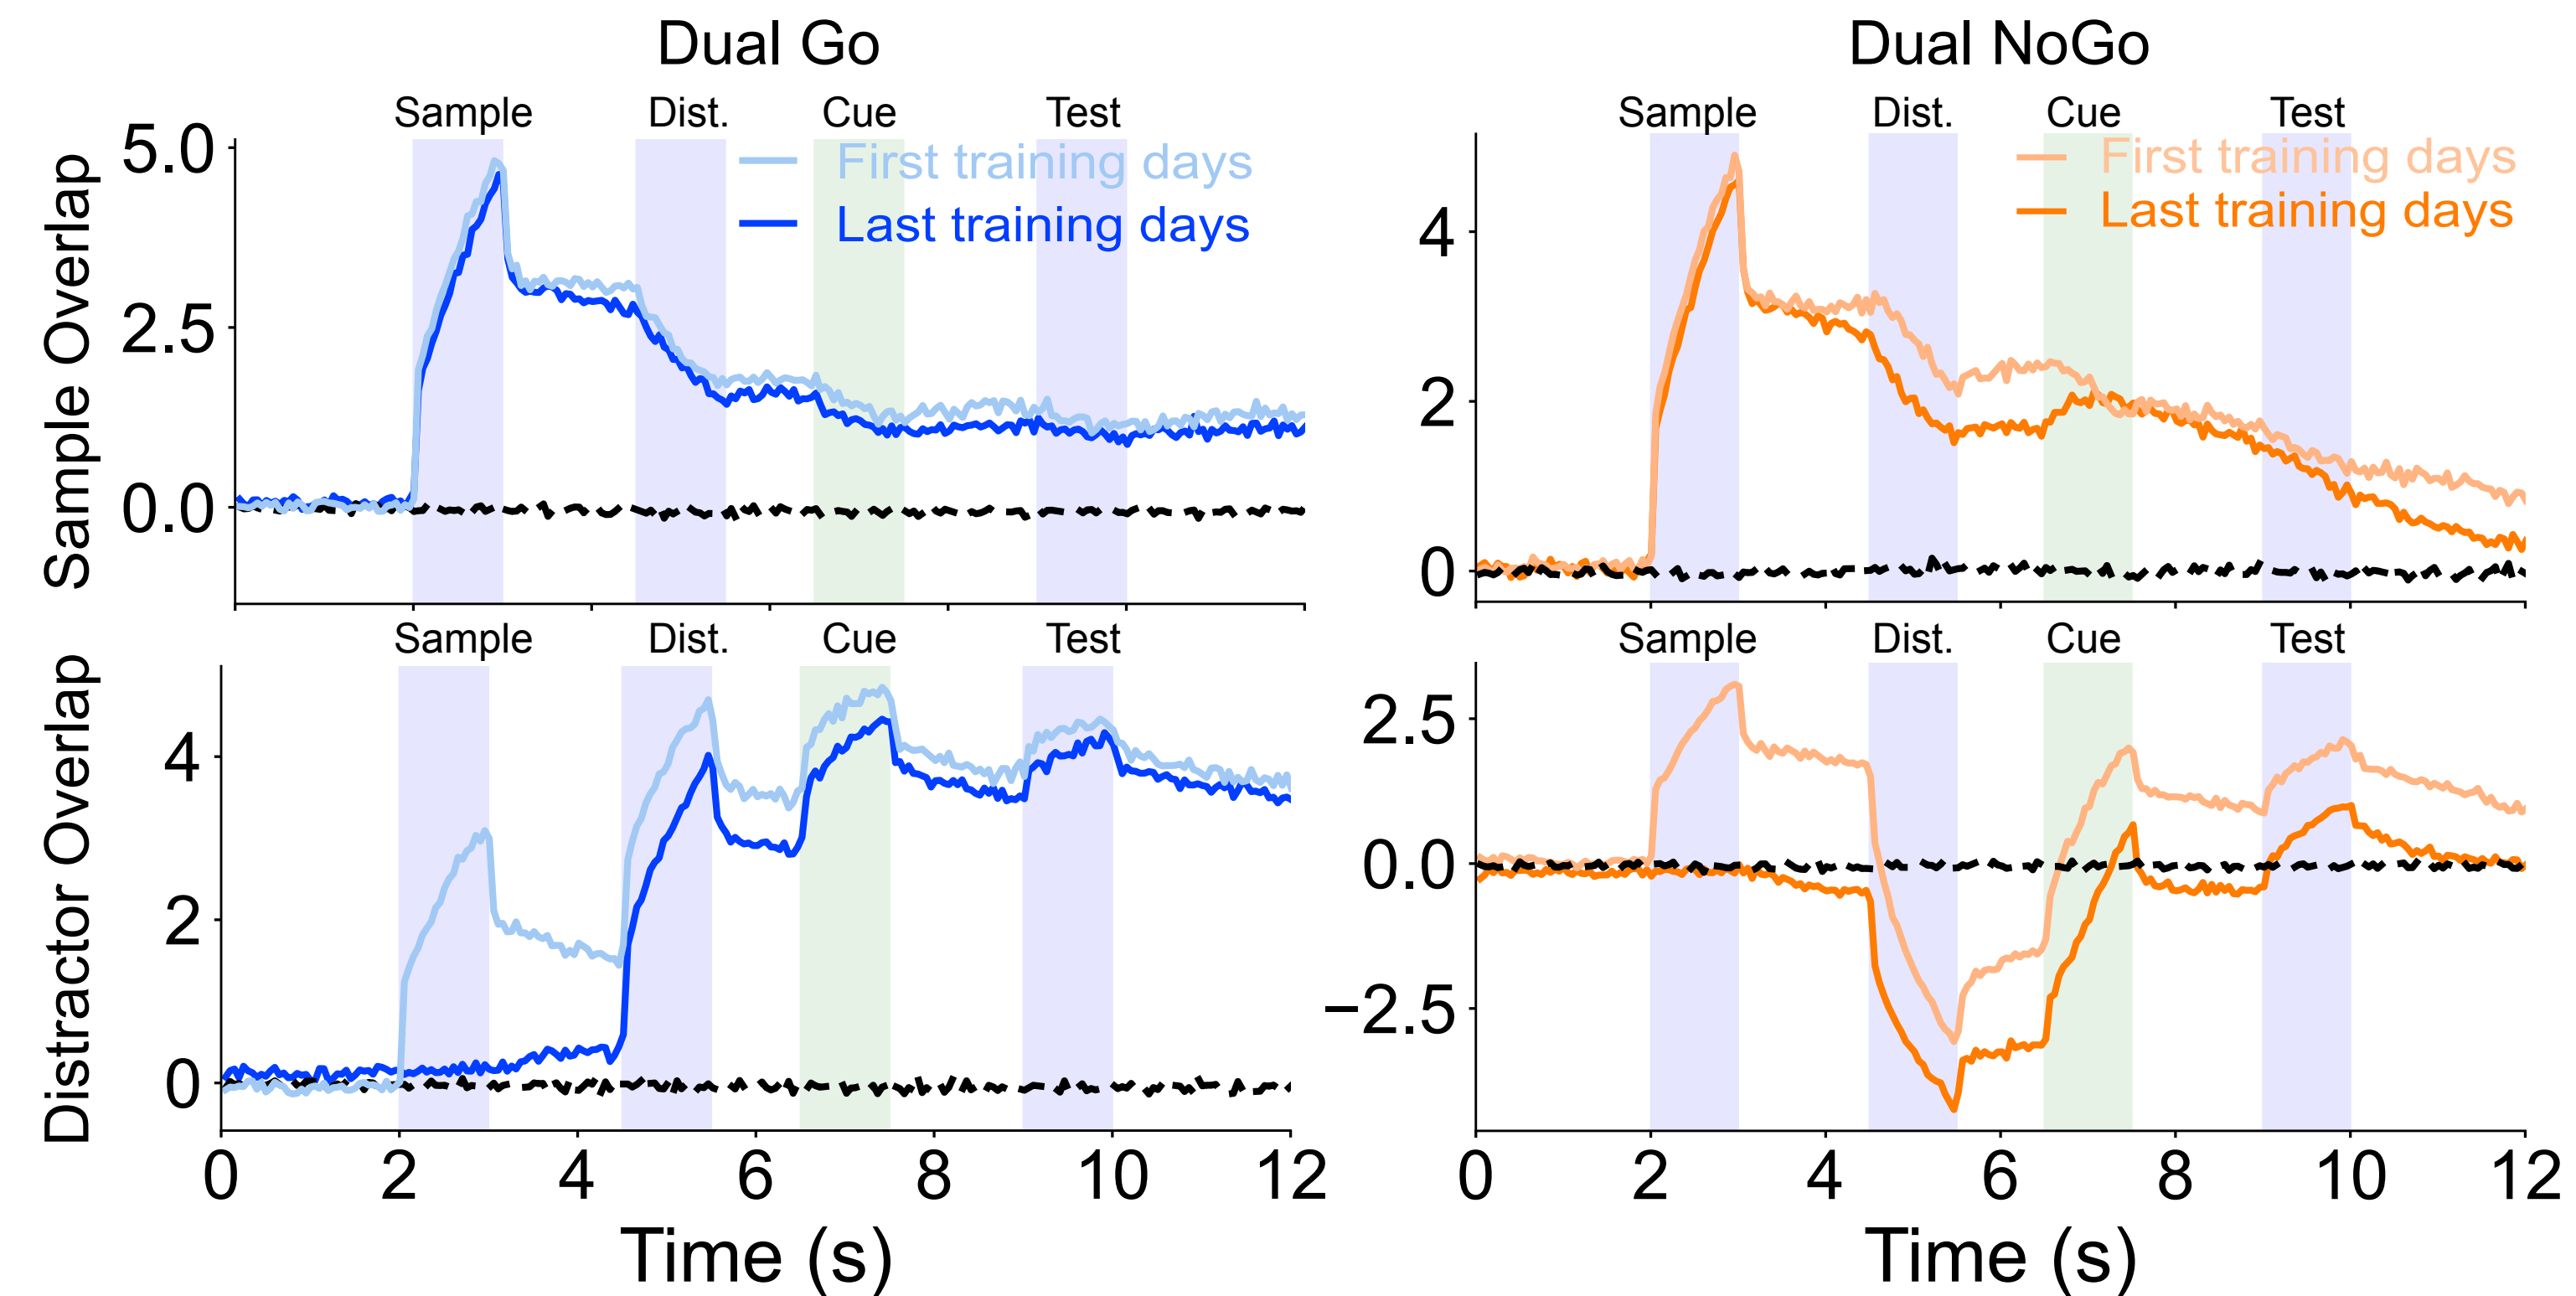 Dual Go
Dual NoGo
Sample Dist. Cue Test
Sample Dist. Cue Test
First training days
Last training days
First training days
Last training days
Sample Overlap
5.0
2.5
0.0
4
2
0
Sample Dist. Cue Test
Sample Dist. Cue Test
Distractor Overlap
4
2
0
2.5
0.0
−2.5
0 2 4 6 8 10 12
0 2 4 6 8 10 12
Time (s)
Time (s)